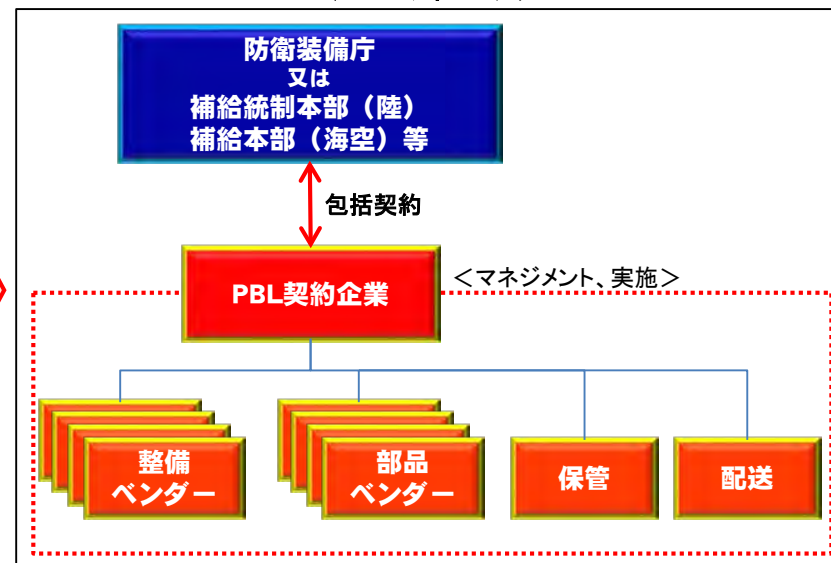 防衛装備庁
又は
補給統制本部（陸）
補給本部（海空）等
包括契約
PBL契約企業
＜マネジメント、実施＞
整備
ベンダー
部品
ベンダー
保管
配送